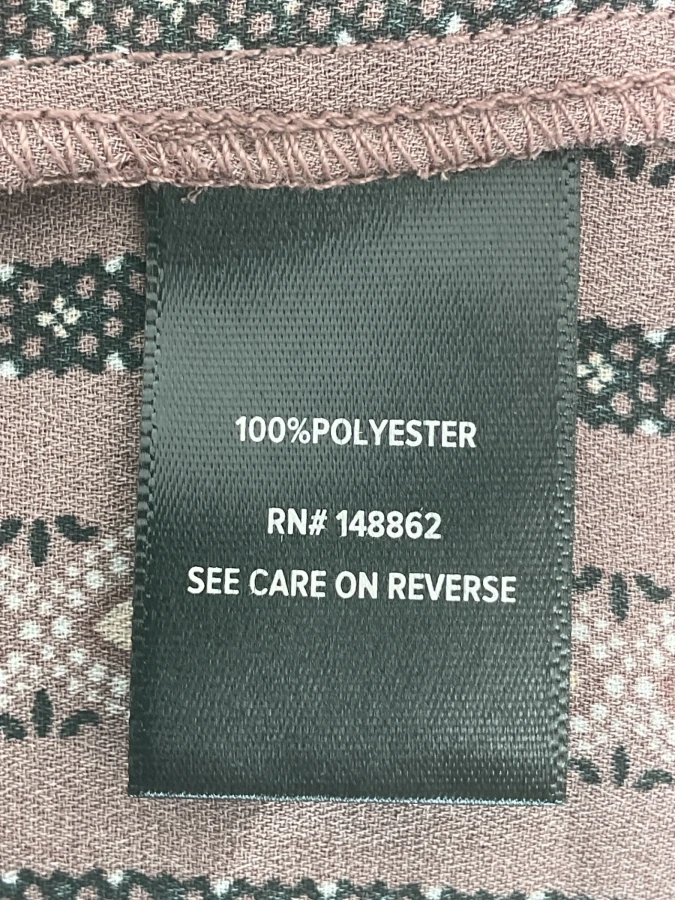 100%POLYESTER
RN# 148862
SEE CARE ON REVERSE